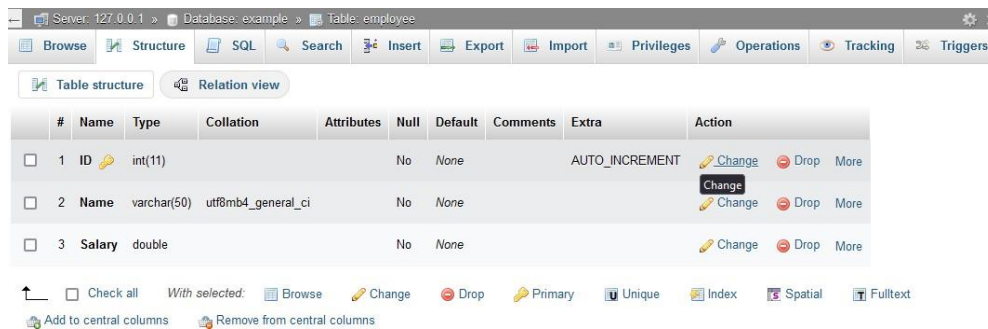 Server: 127.0.0.1 » Database: example » Table: employee
Browse Structure SQL Search Insert Export Import Privileges Operations Tracking Triggers
Table structure Relation view
# Name Type Collation Attributes Null Default Comments Extra Action
1 ID int(11) No None AUTO_INCREMENT Change Drop More
Change
2 Name varchar(50) utf8mb4_general_ci No None Change Drop More
3 Salary double No None Change Drop More
Check all With selected: Browse Change Drop Primary Unique Index Spatial Fulltext
Add to central columns Remove from central columns